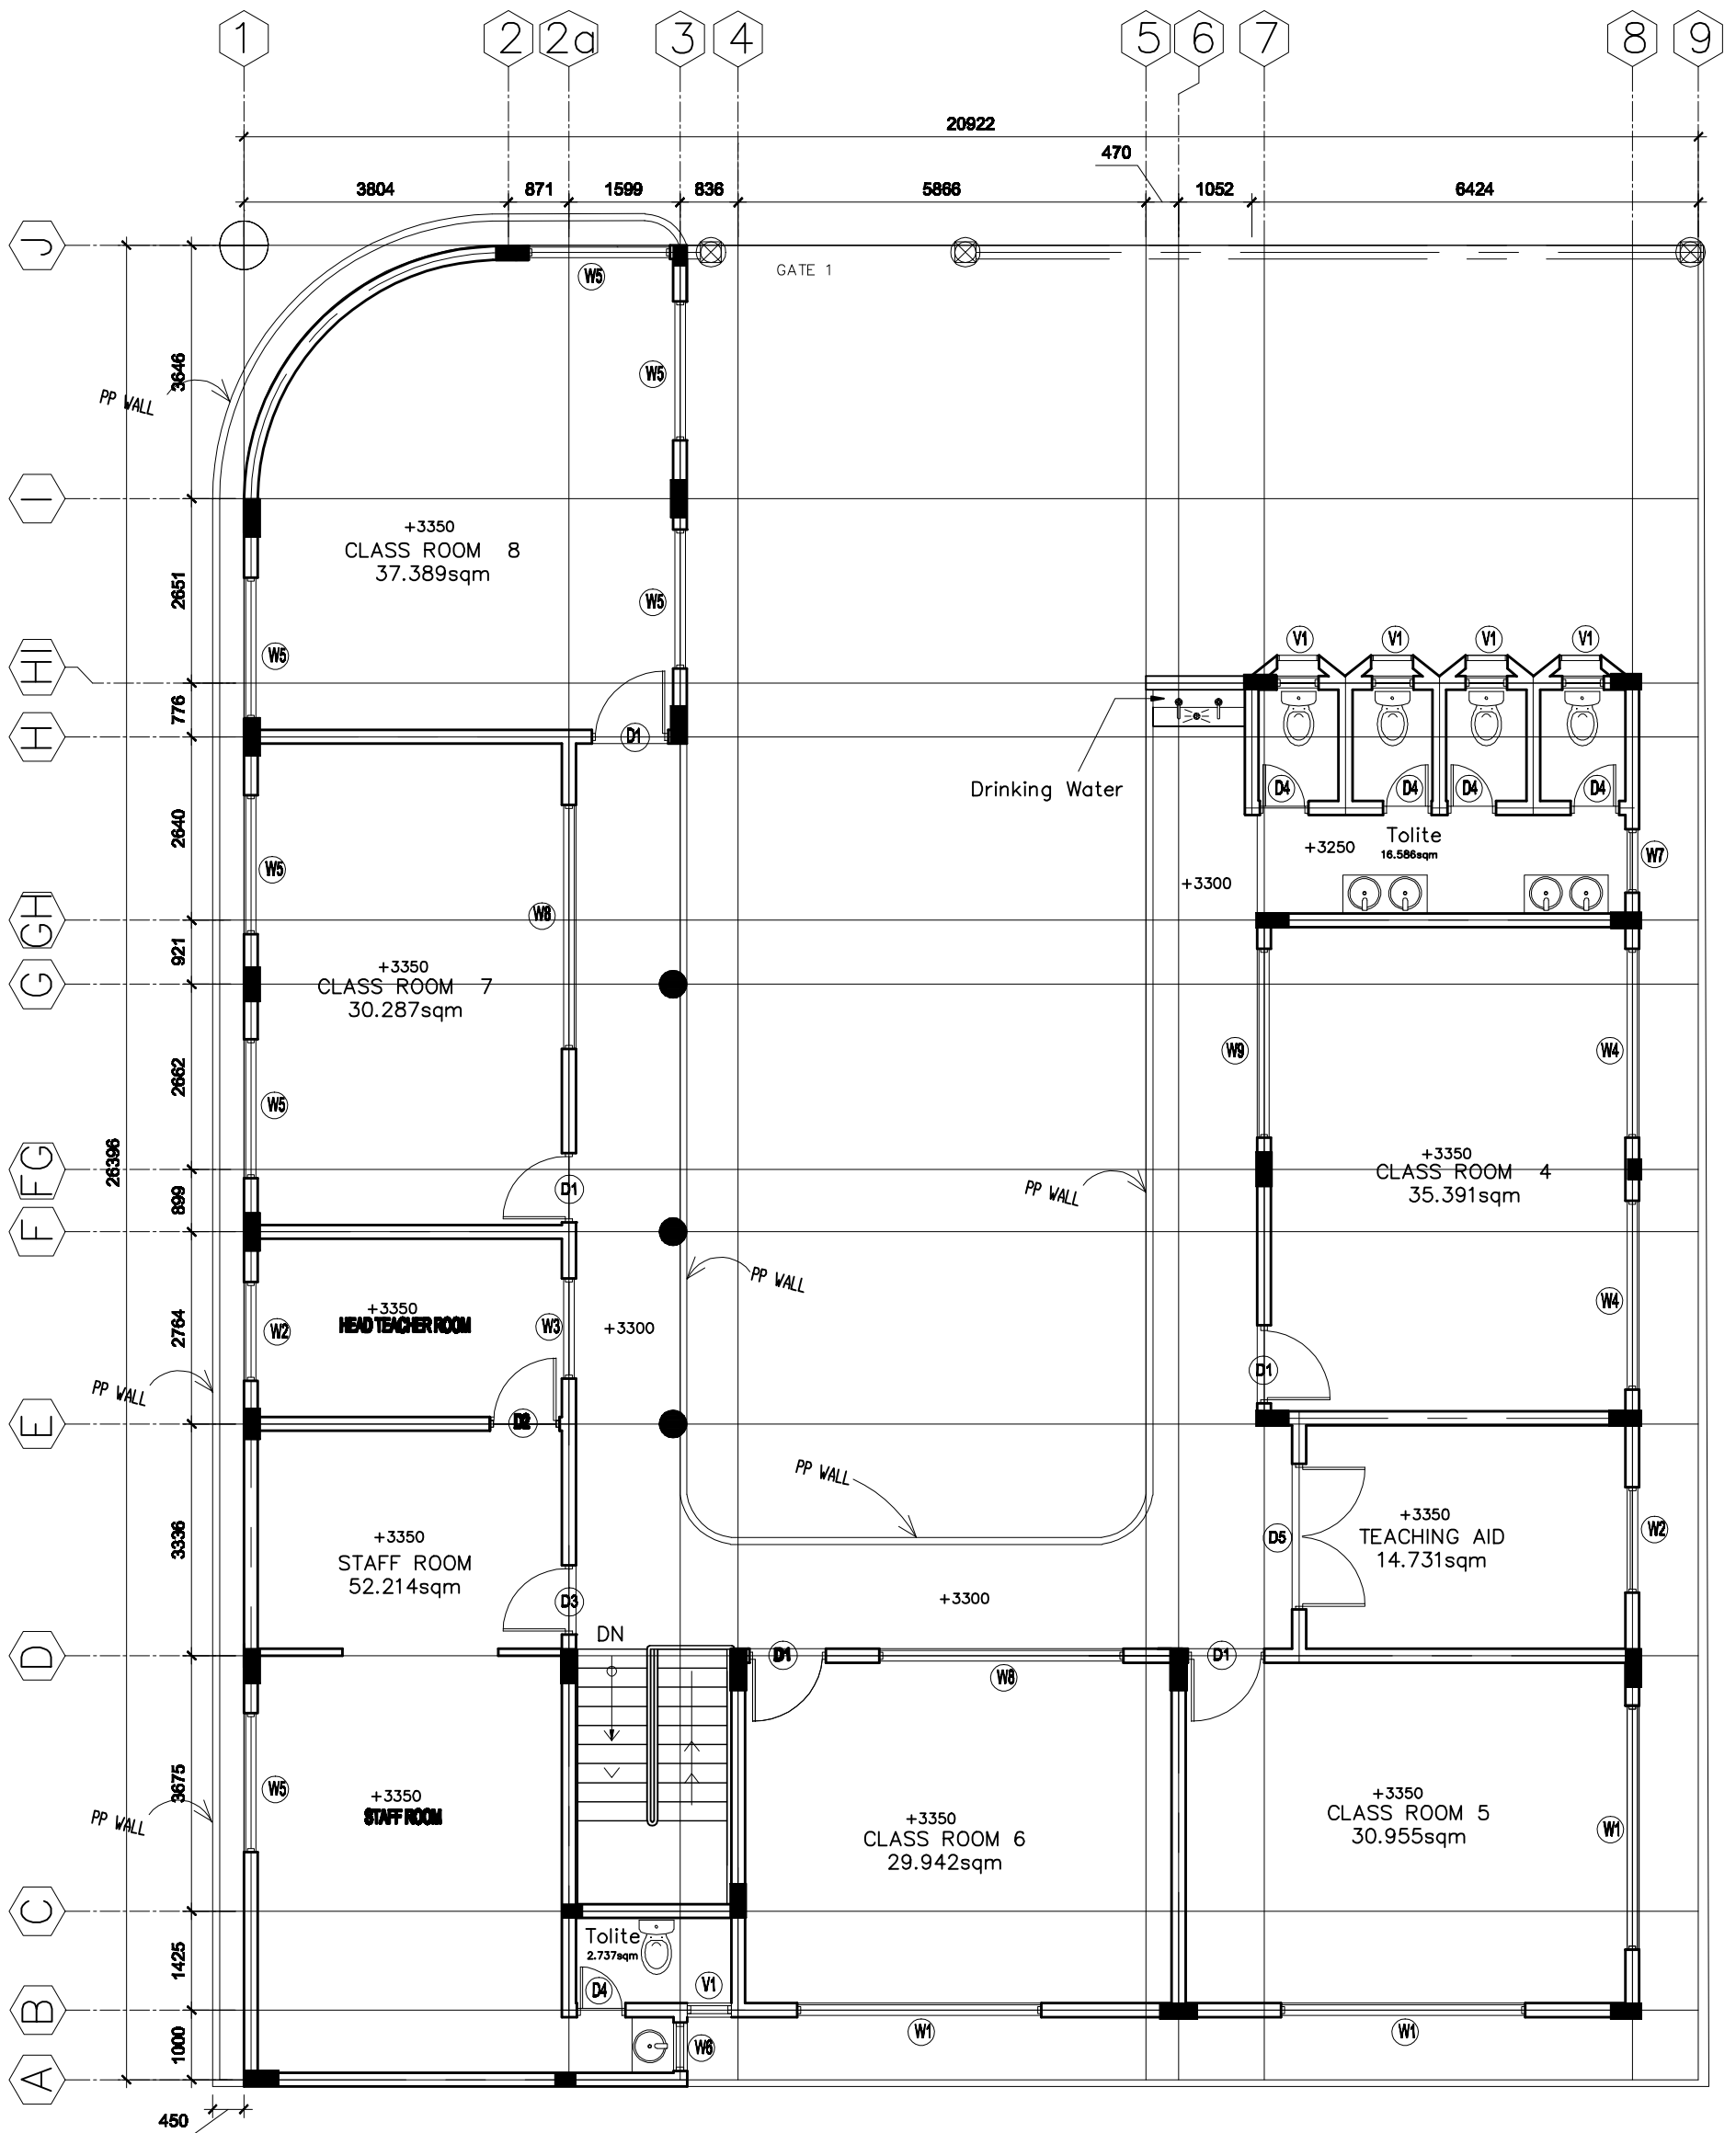 1 2 2a 3 4 5 6 7 8 9
20922
470
3804 871 1599 836 5866 1052 6424
J
GATE 1
W5
W5
3646
PP WALL
I
+3350
CLASS ROOM 8
37.389sqm
2651
W5
W5
V1 V1 V1 V1
HI
776
H
D1
Drinking Water
D4 D4 D4 D4
2640
Tolite
+3250
16.586sqm
W7
W5
+3300
W8
GH
921
+3350
G
CLASS ROOM 7
30.287sqm
W9
W4
2662
W5
26396
FG
+3350
CLASS ROOM 4
35.391sqm
PP WALL
D1
899
F
PP WALL
+3350
HEAD TEACHER ROOM
W2
W3
+3300
2764
W4
D1
PP WALL
E
D2
PP WALL
3336
+3350
STAFF ROOM
52.214sqm
+3350
TEACHING AID
14.731sqm
D5
W2
D3
+3300
DN
D
D1
D1
W8
3675
W5
+3350
STAFF ROOM
PP WALL
+3350
CLASS ROOM 6
29.942sqm
+3350
CLASS ROOM 5
30.955sqm
W1
C
Tolite
2.737sqm
1425
D4
V1
B
W1
W1
1000
W6
A
450